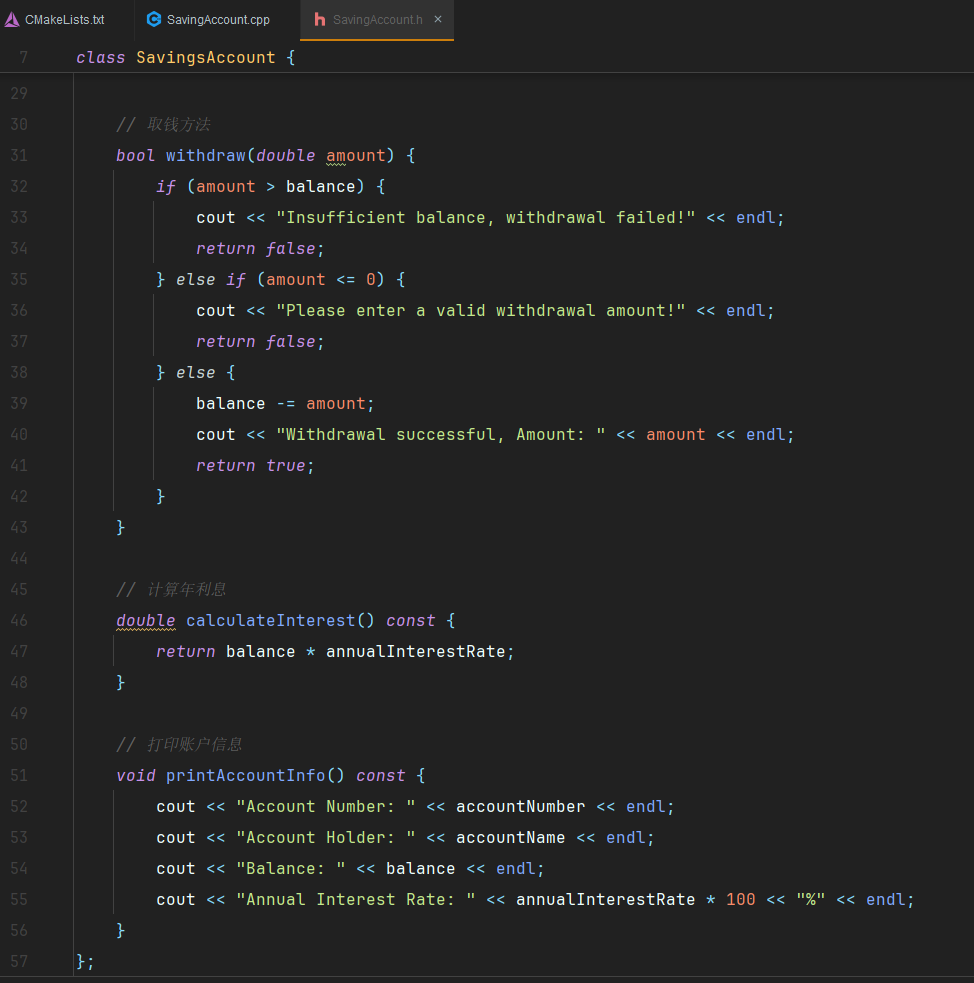 CMakeLists.txt SavingAccount.cpp SavingAccount.h ×
7 class SavingsAccount {
29
30 // 取钱方法
31 bool withdraw(double amount) {
32 if (amount > balance) {
33 cout << "Insufficient balance, withdrawal failed!" << endl;
34 return false;
35 } else if (amount <= 0) {
36 cout << "Please enter a valid withdrawal amount!" << endl;
37 return false;
38 } else {
39 balance -= amount;
40 cout << "Withdrawal successful, Amount: " << amount << endl;
41 return true;
42 }
43 }
44
45 // 计算年利息
46 double calculateInterest() const {
47 return balance * annualInterestRate;
48 }
49
50 // 打印账户信息
51 void printAccountInfo() const {
52 cout << "Account Number: " << accountNumber << endl;
53 cout << "Account Holder: " << accountName << endl;
54 cout << "Balance: " << balance << endl;
55 cout << "Annual Interest Rate: " << annualInterestRate * 100 << "%" << endl;
56 }
57 };